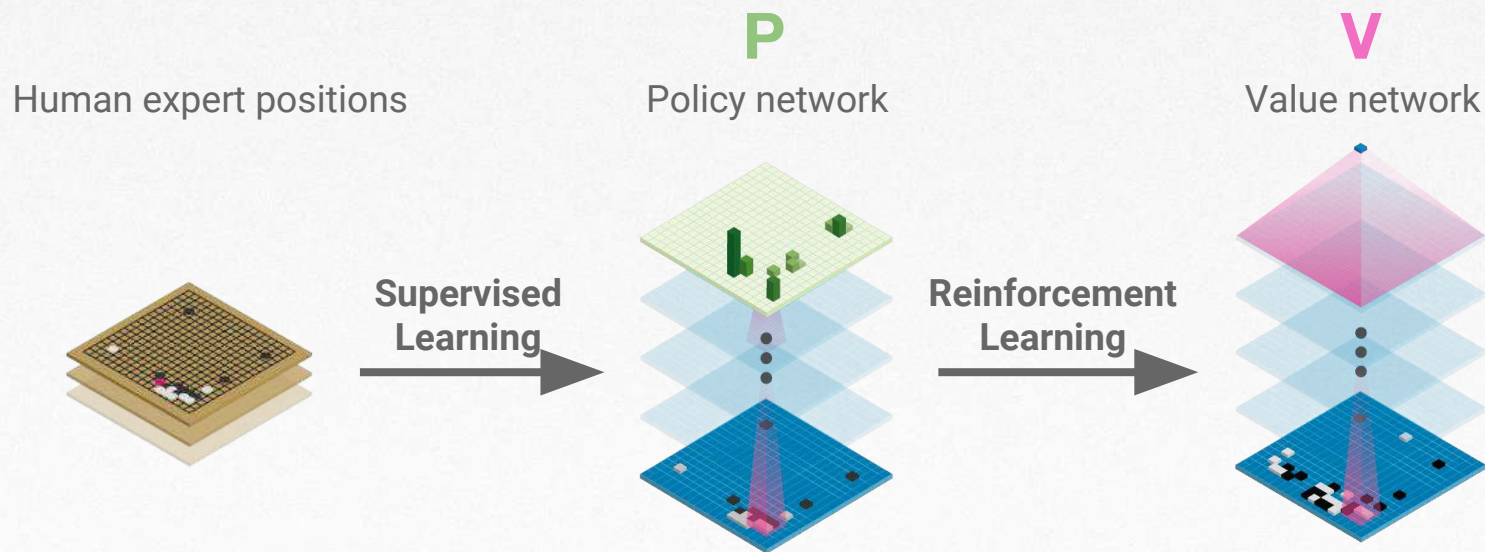 P
V
Human expert positions
Policy network
Value network
Supervised
Learning
Reinforcement
Learning